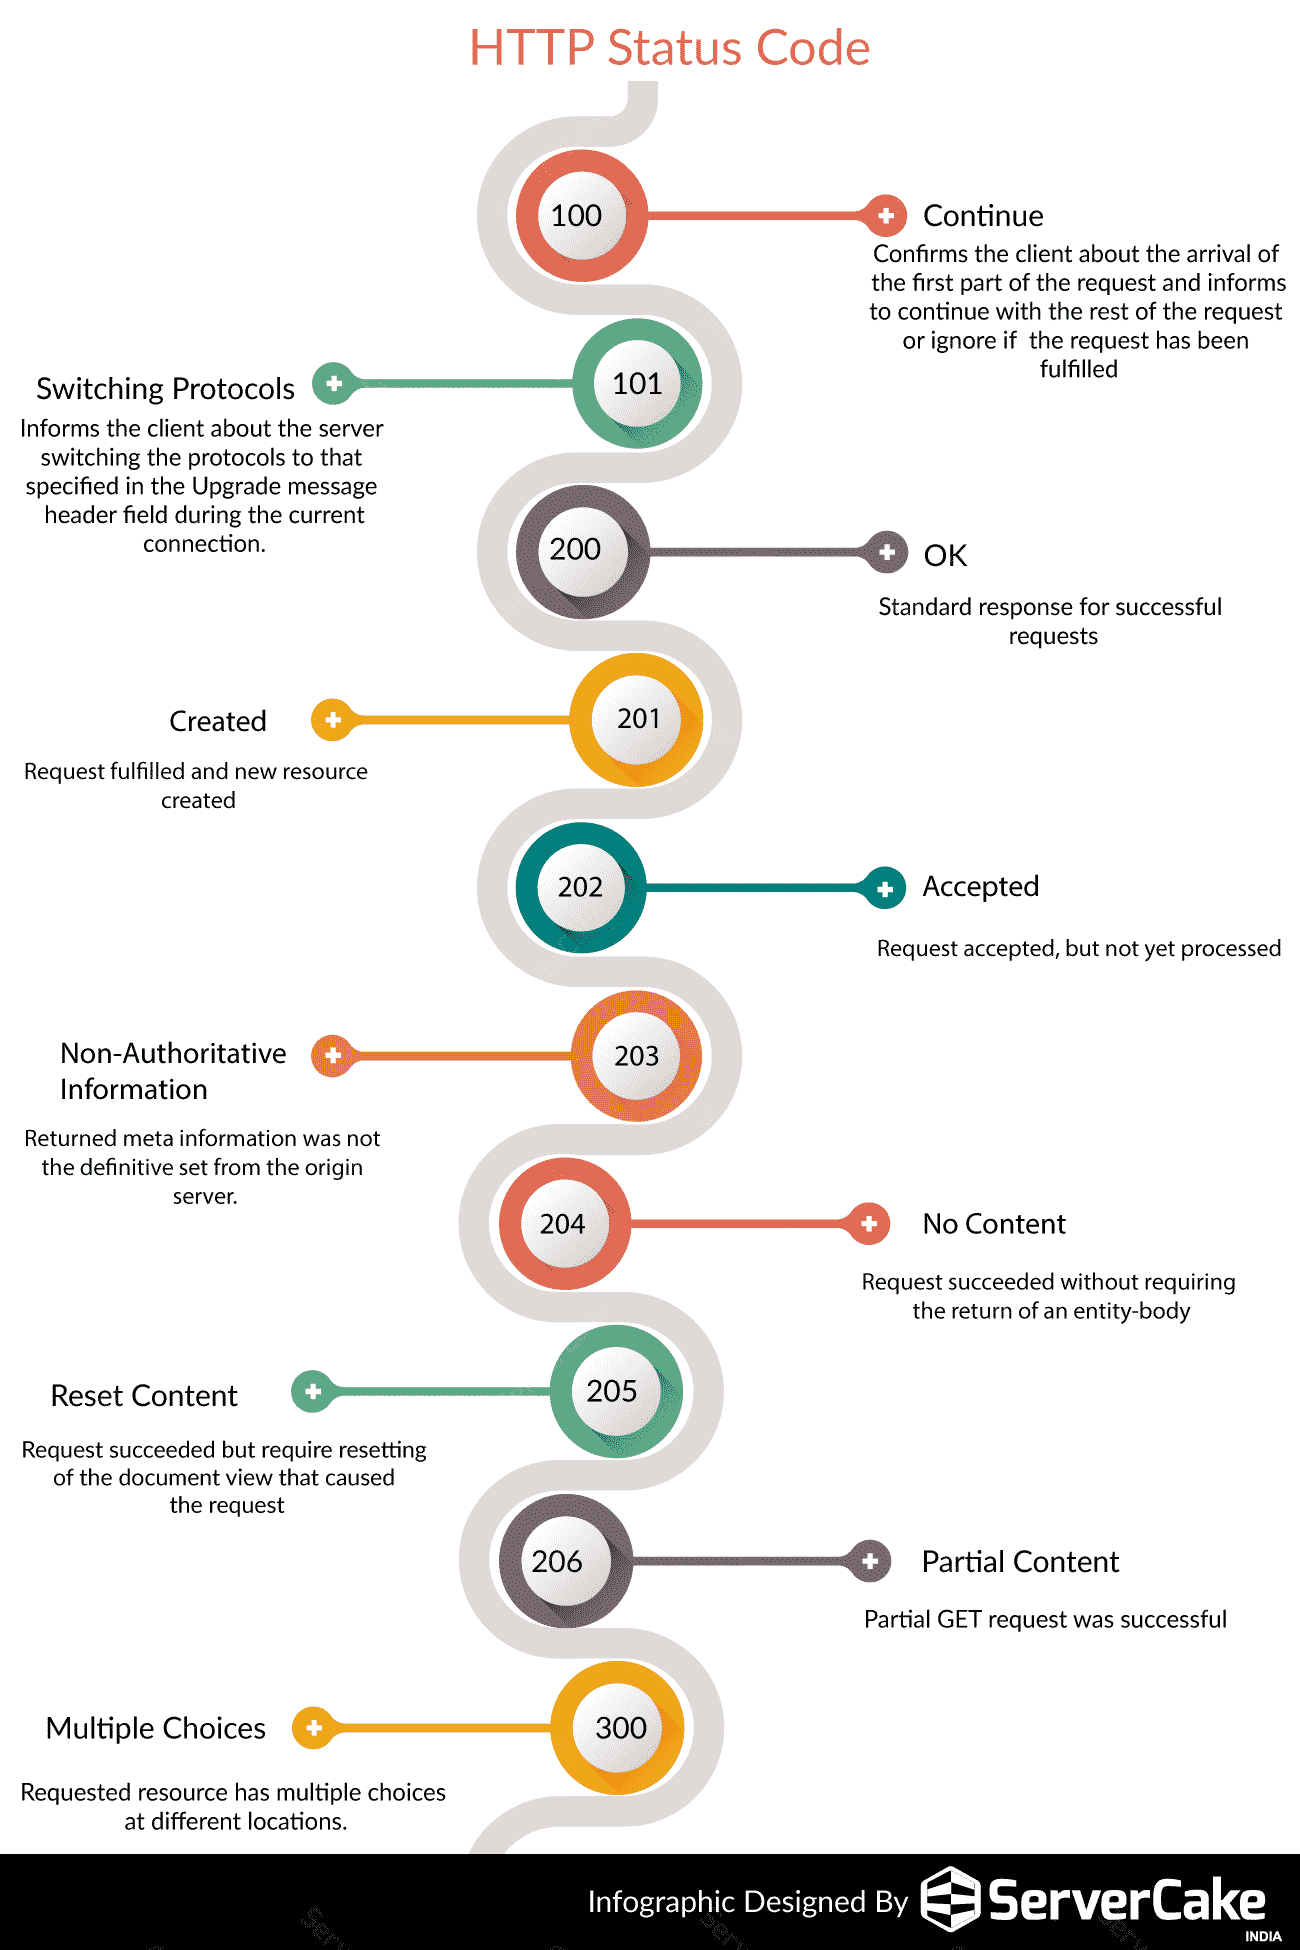 HTTP Status Code
100
Continue
Confirms the client about the arrival of
the first part of the request and informs
to continue with the rest of the request
or ignore if the request has been
fulfilled
101
Switching Protocols
Informs the client about the server
switching the protocols to that
specified in the Upgrade message
header field during the current
connection.
200
OK
Standard response for successful
requests
201
Created
Request fulfilled and new resource
created
202
Accepted
Request accepted, but not yet processed
203
Non-Authoritative
Information
Returned meta information was not
the definitive set from the origin
server.
204
No Content
Request succeeded without requiring
the return of an entity-body
205
Reset Content
Request succeeded but require resetting
of the document view that caused
the request
206
Partial Content
Partial GET request was successful
300
Multiple Choices
Requested resource has multiple choices
at different locations.
Infographic Designed By ServerCake
INDIA